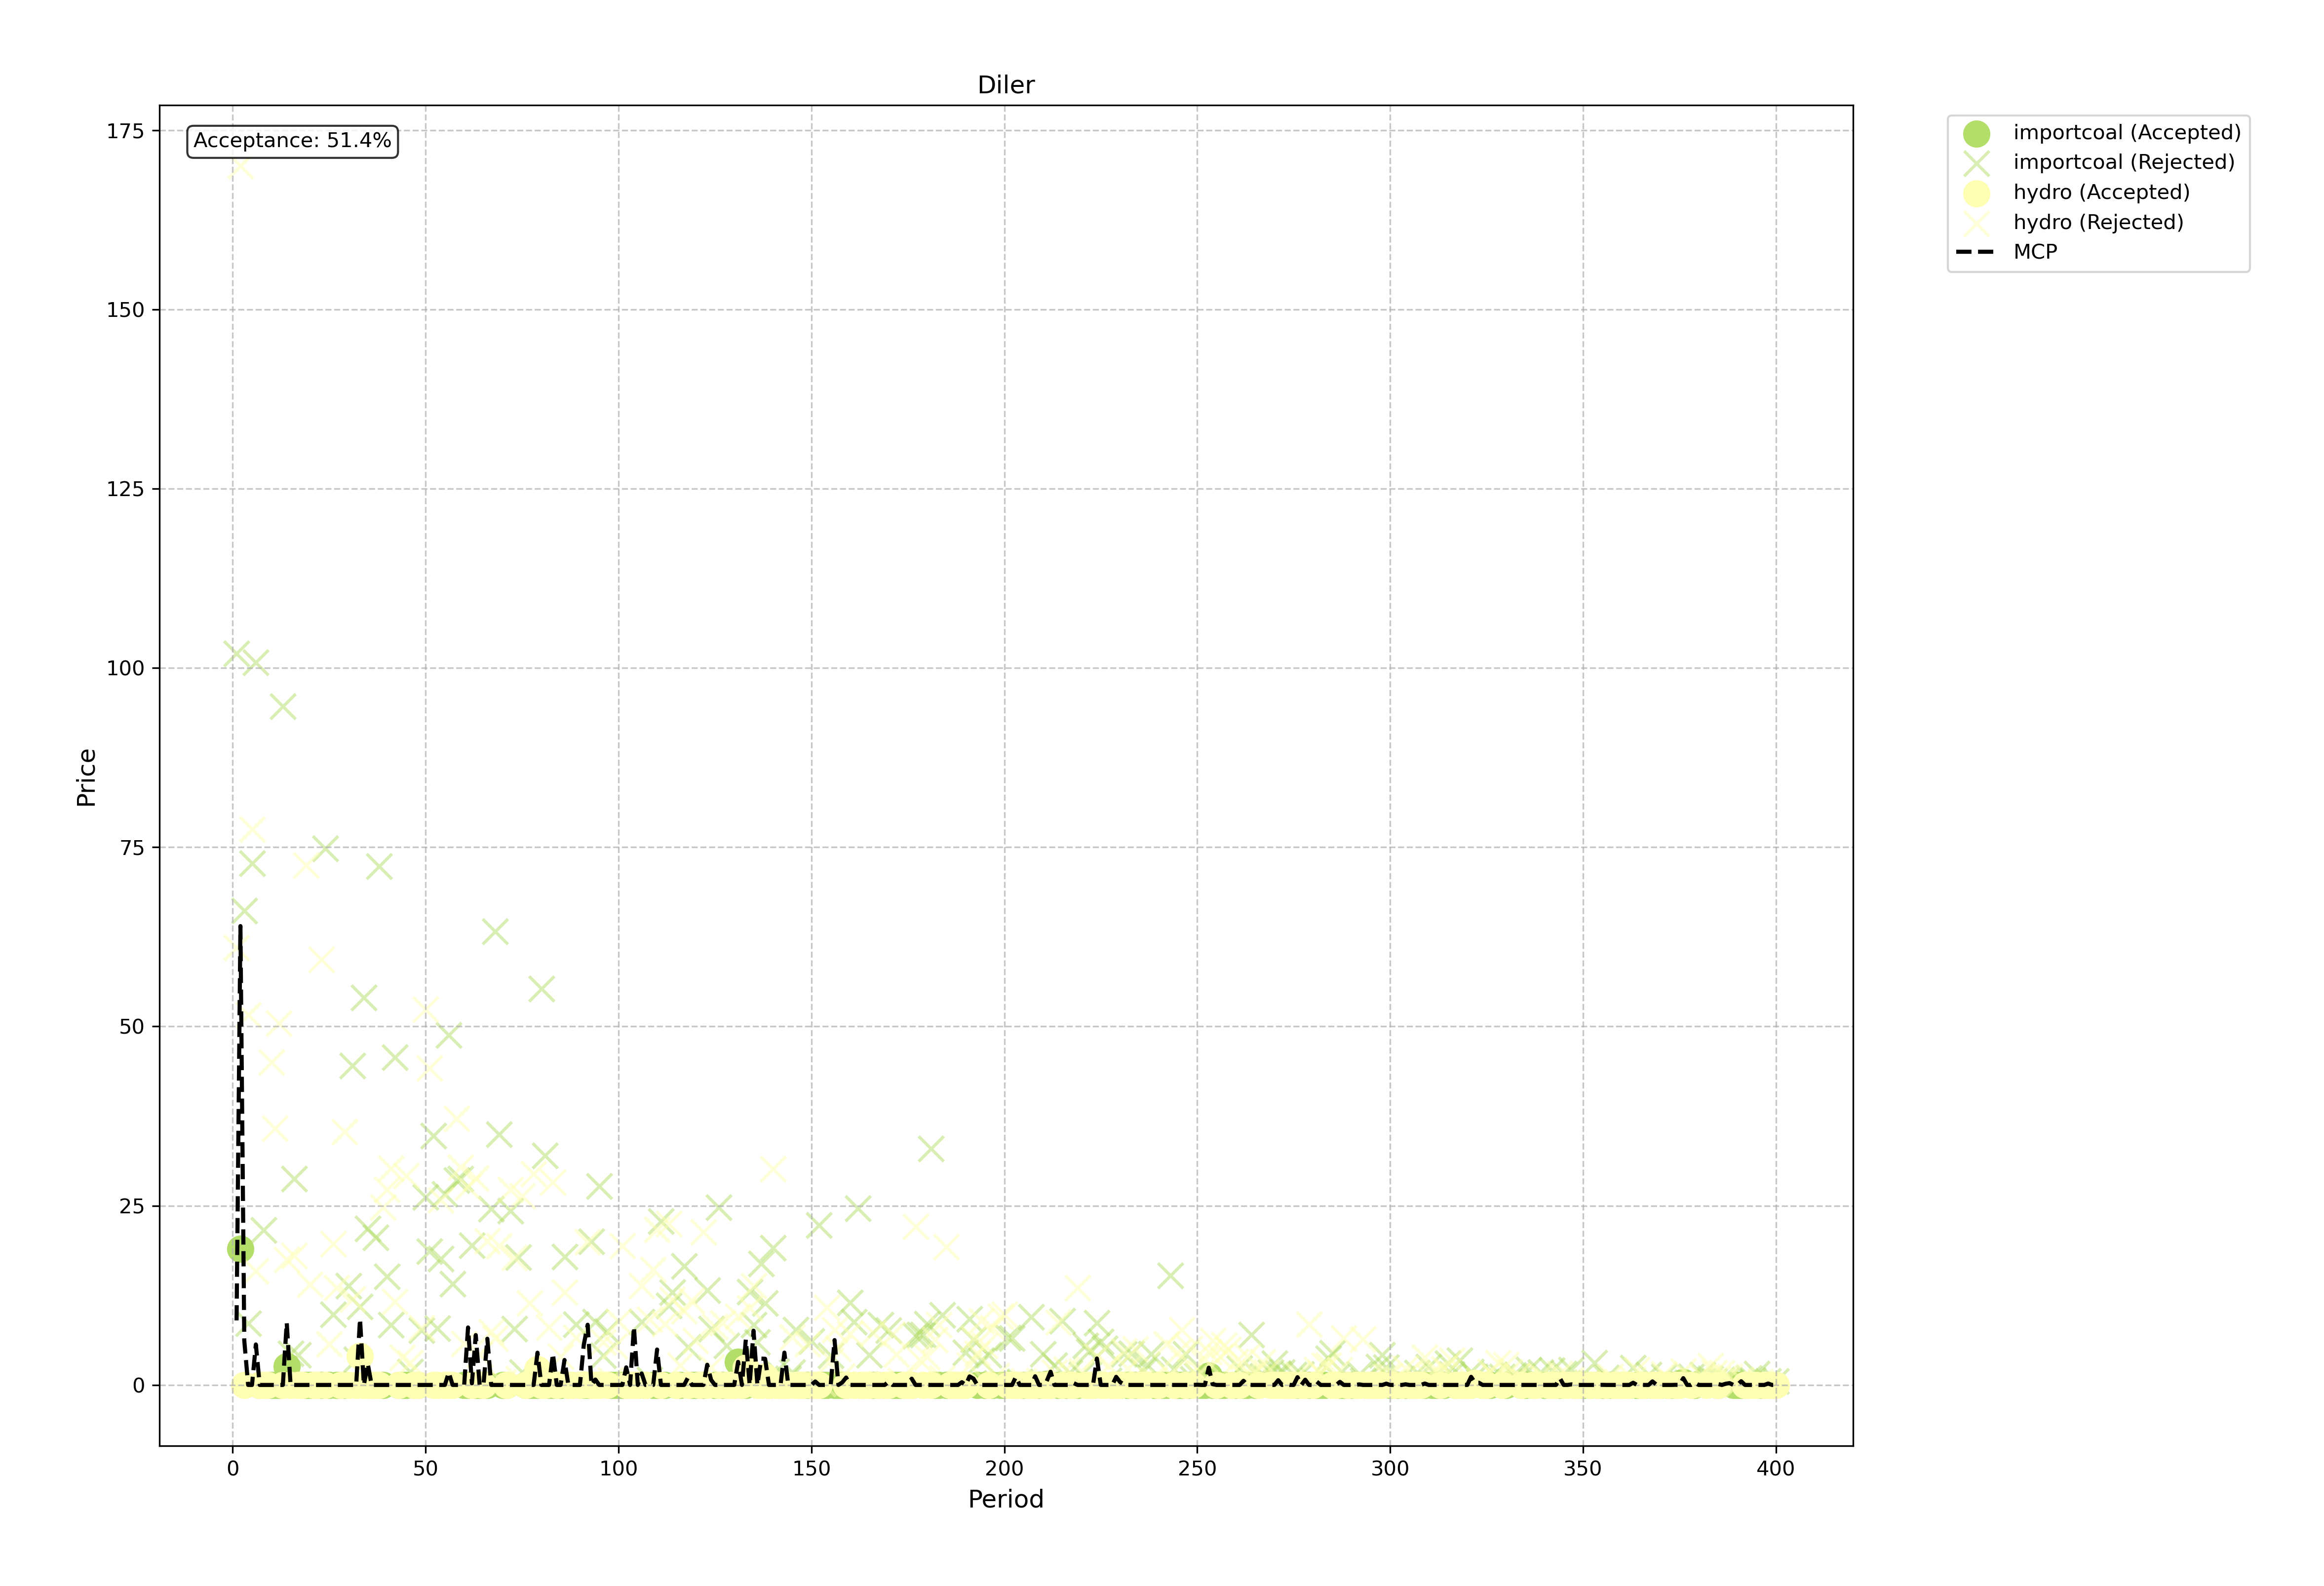 Diler
Acceptance: 51.4%
importcoal (Accepted)
importcoal (Rejected)
hydro (Accepted)
hydro (Rejected)
MCP
175
150
125
100
75
50
25
0
Price
0 50 100 150 200 250 300 350 400
Period